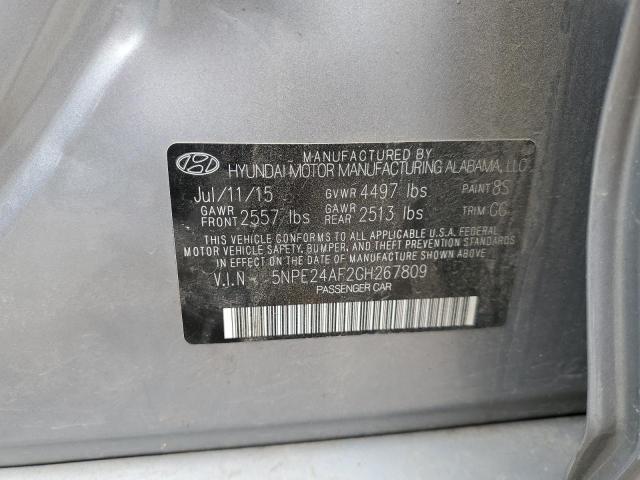 MANUFACTURED BY
HYUNDAI MOTOR MANUFACTURING ALABAMA, LLC
Jul/11/15 GVWR 4497 lbs PAINT 8S
GAWR FRONT 2557 lbs GAWR REAR 2513 lbs TRIM GG
THIS VEHICLE CONFORMS TO ALL APPLICABLE U.S.A. FEDERAL
MOTOR VEHICLE SAFETY, BUMPER, AND THEFT PREVENTION STANDARDS
IN EFFECT ON THE DATE OF MANUFACTURE SHOWN ABOVE
V.I.N 5NPE24AF2GH267809
PASSENGER CAR